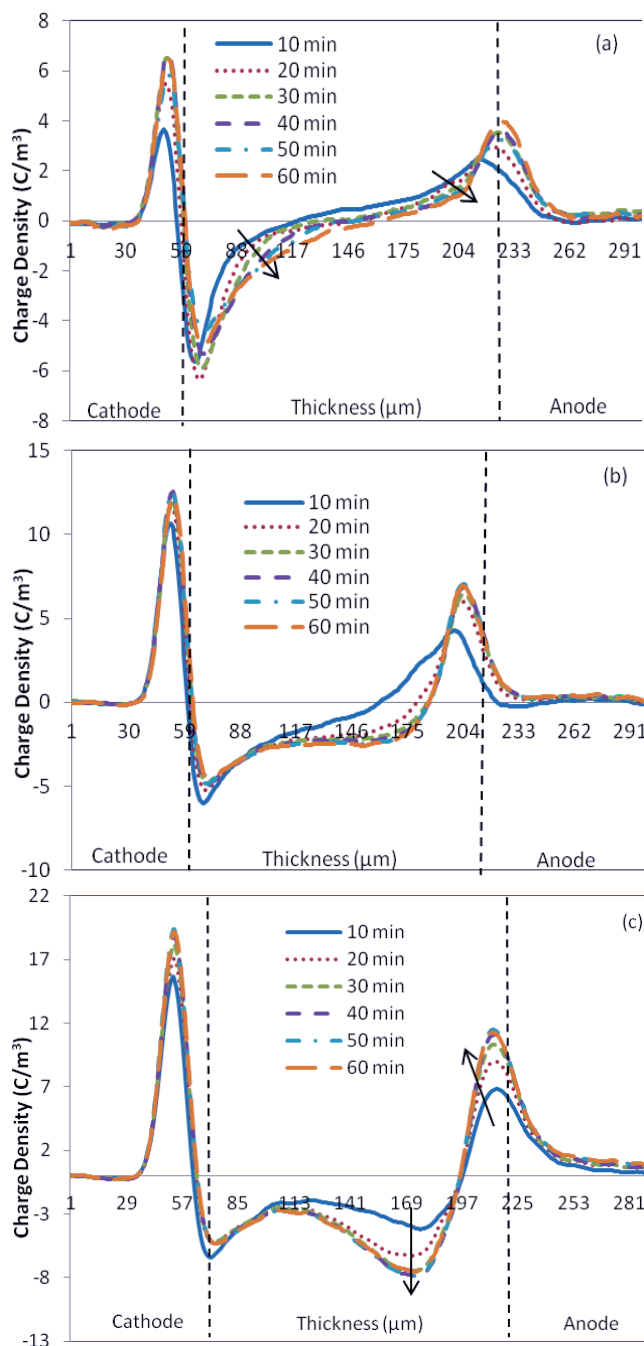 (a)
Charge Density (C/m³)
8
6
4
2
0
-2
-4
-6
-8
10 min
20 min
30 min
40 min
50 min
60 min
1 30 59 88 117 146 175 204 233 262 291
Cathode Thickness (µm) Anode
(b)
Charge Density (C/m³)
15
10
5
0
-5
-10
10 min
20 min
30 min
40 min
50 min
60 min
1 30 59 88 117 146 175 204 233 262 291
Cathode Thickness (µm) Anode
(c)
Charge Density (C/m³)
22
17
12
7
2
-3
-8
-13
10 min
20 min
30 min
40 min
50 min
60 min
1 29 57 85 113 141 169 197 225 253 281
Cathode Thickness (µm) Anode